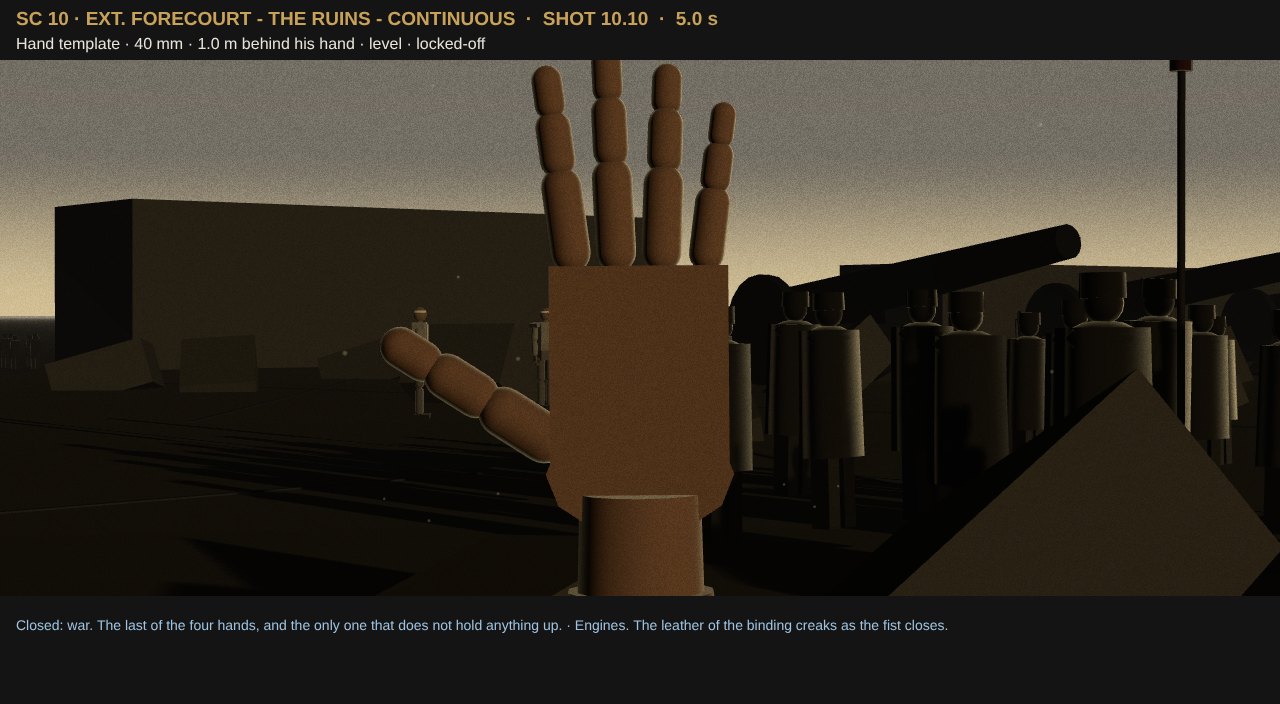 SC 10 · EXT. FORECOURT - THE RUINS - CONTINUOUS · SHOT 10.10 · 5.0 s
Hand template · 40 mm · 1.0 m behind his hand · level · locked-off
Closed: war. The last of the four hands, and the only one that does not hold anything up. · Engines. The leather of the binding creaks as the fist closes.